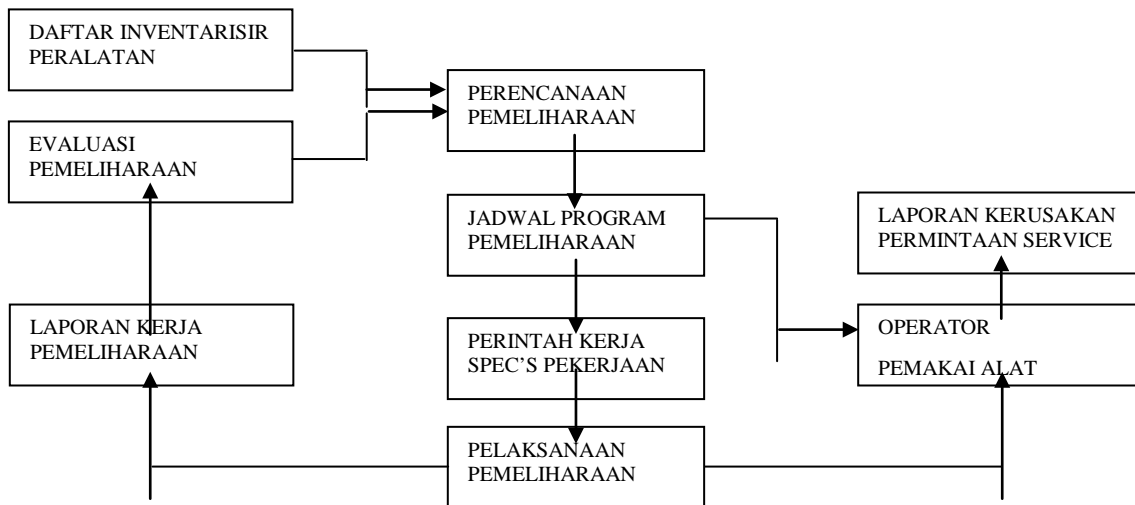 DAFTAR INVENTARISIR
PERALATAN
EVALUASI
PEMELIHARAAN
LAPORAN KERJA
PEMELIHARAAN
PERENCANAAN
PEMELIHARAAN
JADWAL PROGRAM
PEMELIHARAAN
PERINTAH KERJA
SPEC’S PEKERJAAN
PELAKSANAAN
PEMELIHARAAN
LAPORAN KERUSAKAN
PERMINTAAN SERVICE
OPERATOR
PEMAKAI ALAT